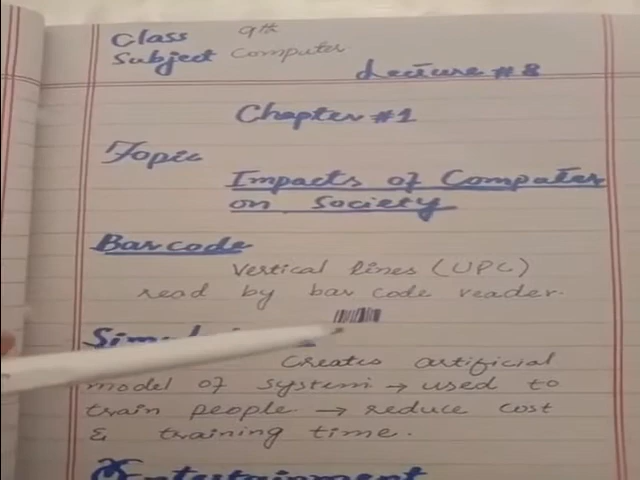 Class 9th
Subject Computer
Lecture # 8
Chapter #1
Topic
Impacts of Computer
on Society
Barcode
Vertical lines (UPC)
read by bar code reader.
Creates artificial
model of system → used to
train people → reduce cost
& training time.
Entertainment